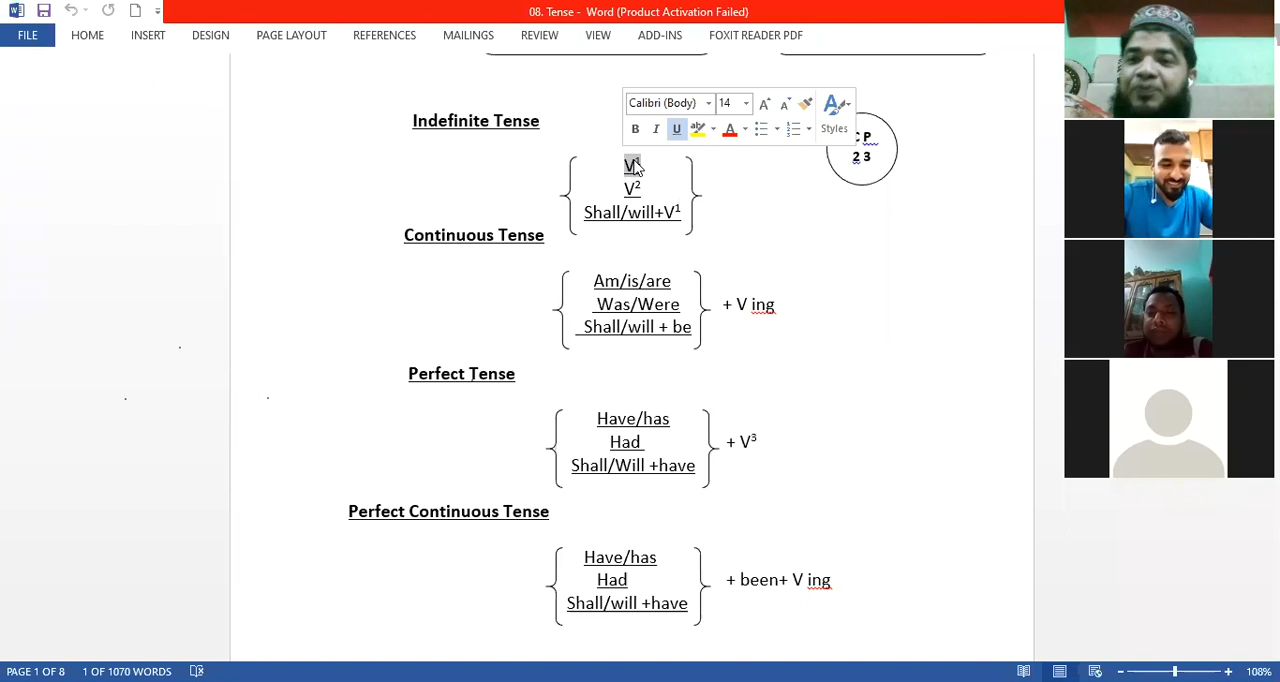 08. Tense - Word (Product Activation Failed)
FILE HOME INSERT DESIGN PAGE LAYOUT REFERENCES MAILINGS REVIEW VIEW ADD-INS FOXIT READER PDF
Calibri (Body) 14
B I U A Styles
Indefinite Tense
C P
2 3
V¹
V²
Shall/will+V¹
Continuous Tense
Am/is/are
Was/Were
Shall/will + be
+ V ing
Perfect Tense
Have/has
Had
Shall/Will +have
+ V³
Perfect Continuous Tense
Have/has
Had
Shall/will +have
+ been+ V ing
PAGE 1 OF 8 1 OF 1070 WORDS 108%